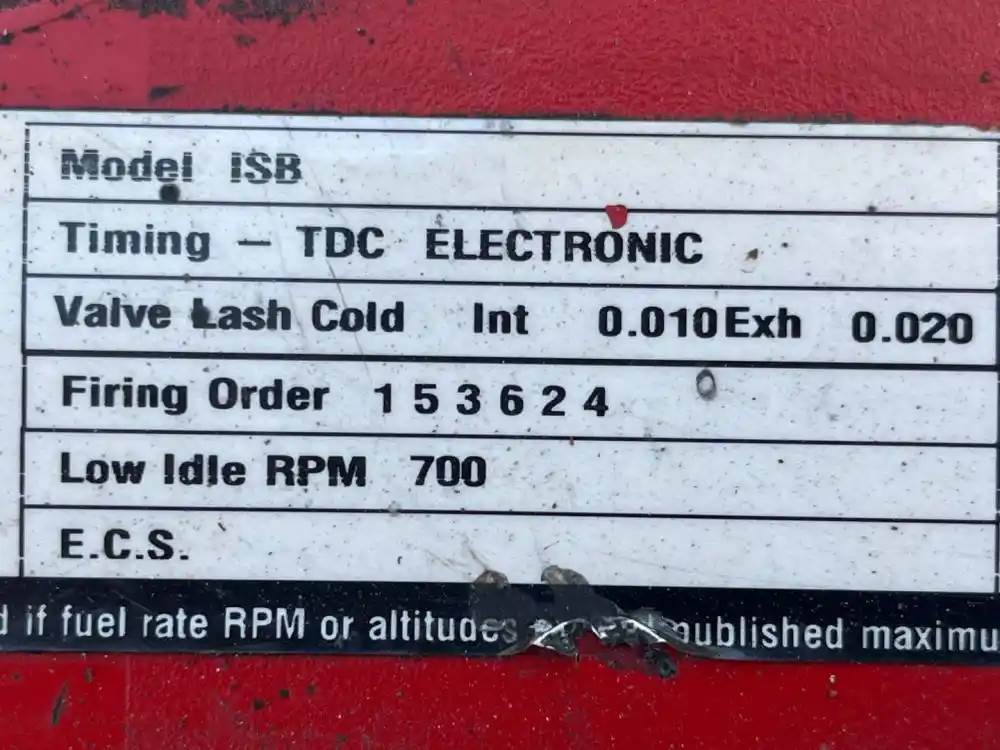 Model ISB
Timing – TDC ELECTRONIC
Valve Lash Cold Int 0.010 Exh 0.020
Firing Order 1 5 3 6 2 4
Low Idle RPM 700
E.C.S.
d if fuel rate RPM or altitudes published maximu